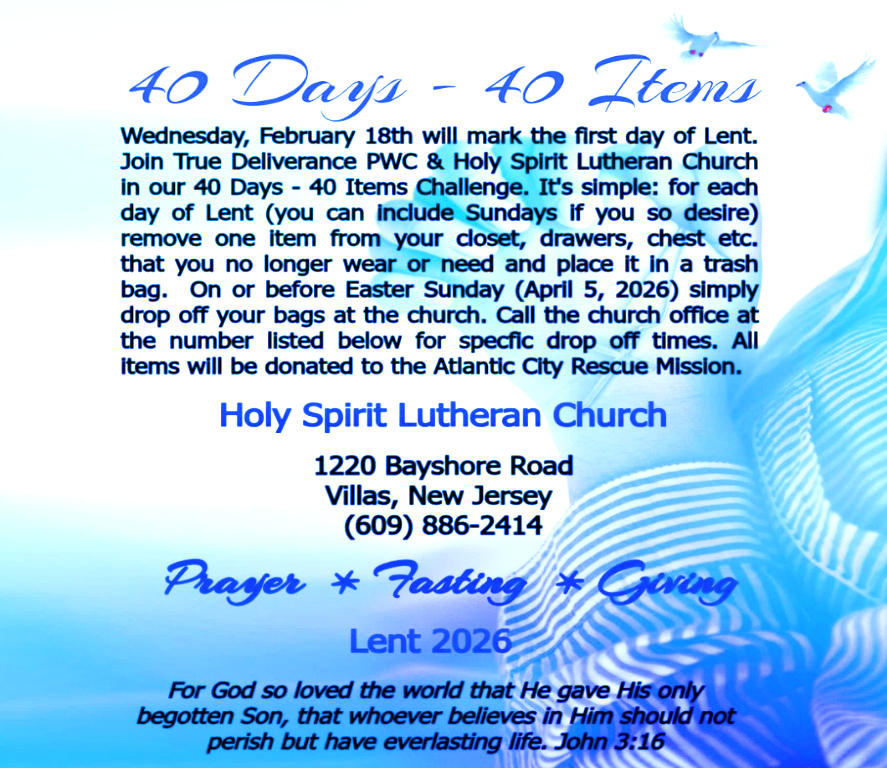 40 Days - 40 Items
Wednesday, February 18th will mark the first day of Lent.
Join True Deliverance PWC & Holy Spirit Lutheran Church
in our 40 Days - 40 Items Challenge. It's simple: for each
day of Lent (you can include Sundays if you so desire)
remove one item from your closet, drawers, chest etc.
that you no longer wear or need and place it in a trash
bag. On or before Easter Sunday (April 5, 2026) simply
drop off your bags at the church. Call the church office at
the number listed below for specfic drop off times. All
items will be donated to the Atlantic City Rescue Mission.
Holy Spirit Lutheran Church
1220 Bayshore Road
Villas, New Jersey
(609) 886-2414
Prayer * Fasting * Giving
Lent 2026
For God so loved the world that He gave His only
begotten Son, that whoever believes in Him should not
perish but have everlasting life. John 3:16